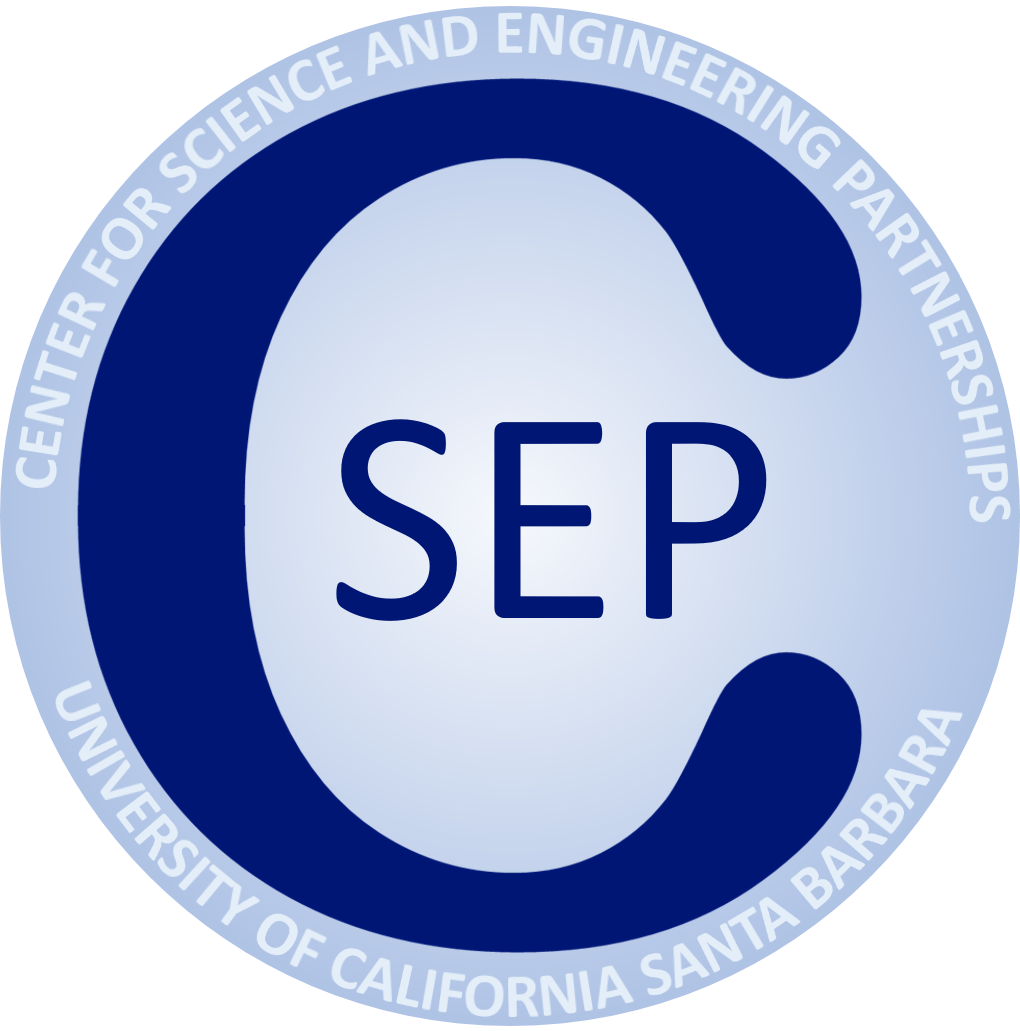 CENTER FOR SCIENCE AND ENGINEERING PARTNERSHIPS
C
SEP
UNIVERSITY OF CALIFORNIA SANTA BARBARA